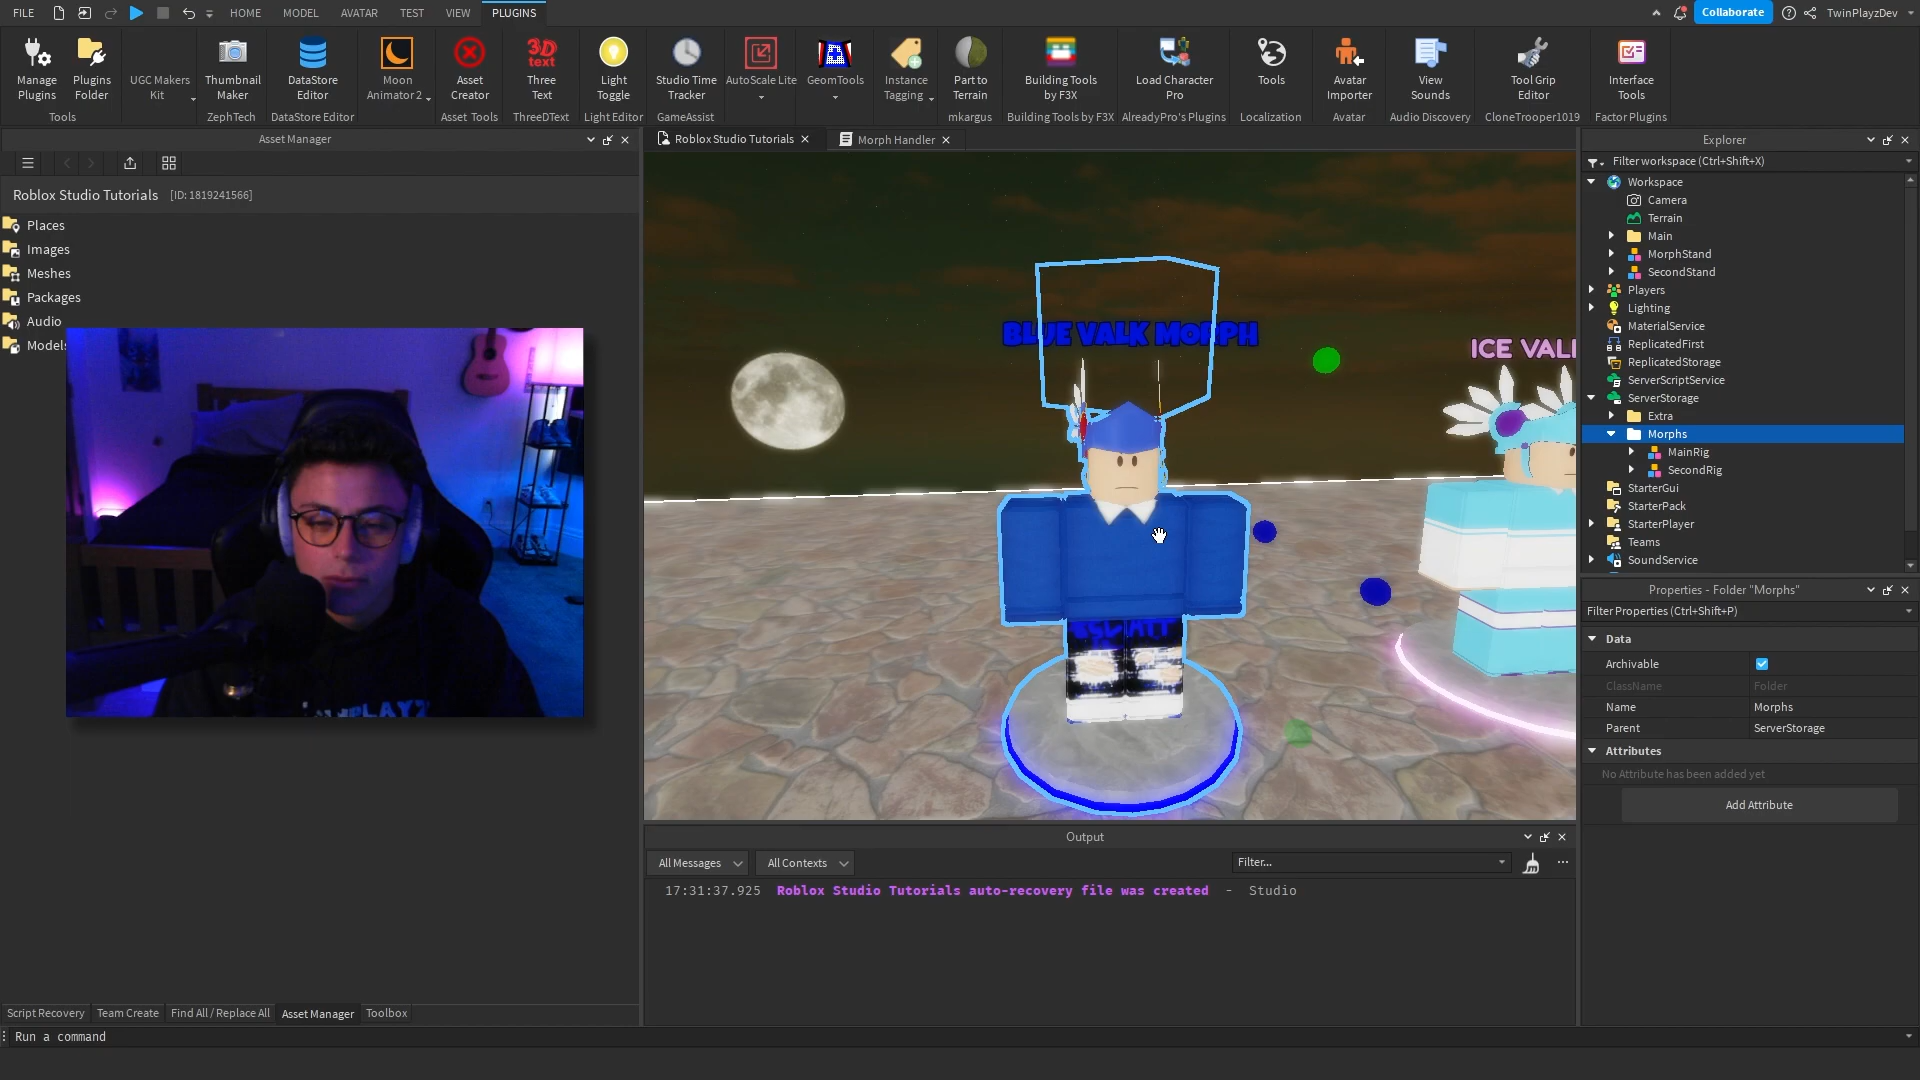 FILE HOME MODEL AVATAR TEST VIEW PLUGINS Collaborate TwinPlayzDev
Manage Plugins
Plugins Folder
UGC Makers Kit
Thumbnail Maker
DataStore Editor
Moon Animator 2
Asset Creator
Three Text
3D text
Light Toggle
Studio Time Tracker
AutoScale Lite
GeomTools
Instance Tagging
Part to Terrain
Building Tools by F3X
Load Character Pro
Tools
Avatar Importer
View Sounds
Tool Grip Editor
Interface Tools
Tools ZephTech DataStore Editor Asset Tools ThreeDText Light Editor GameAssist mkargus Building Tools by F3X AlreadyPro's Plugins Localization Avatar Audio Discovery CloneTrooper1019 Factor Plugins
Asset Manager
Roblox Studio Tutorials [ID: 1819241566]
Places
Images
Meshes
Packages
Audio
Models
Roblox Studio Tutorials
Morph Handler
BLUE VALK MORPH
ICE VALK
Output
All Messages All Contexts Filter...
17:31:37.925 Roblox Studio Tutorials auto-recovery file was created - Studio
Explorer
Filter workspace (Ctrl+Shift+X)
Workspace
Camera
Terrain
Main
MorphStand
SecondStand
Players
Lighting
MaterialService
ReplicatedFirst
ReplicatedStorage
ServerScriptService
ServerStorage
Extra
Morphs
MainRig
SecondRig
StarterGui
StarterPack
StarterPlayer
Teams
SoundService
Properties - Folder "Morphs"
Filter Properties (Ctrl+Shift+P)
Data
Archivable
ClassName Folder
Name Morphs
Parent ServerStorage
Attributes
No Attribute has been added yet
Add Attribute
Script Recovery Team Create Find All / Replace All Asset Manager Toolbox
Run a command